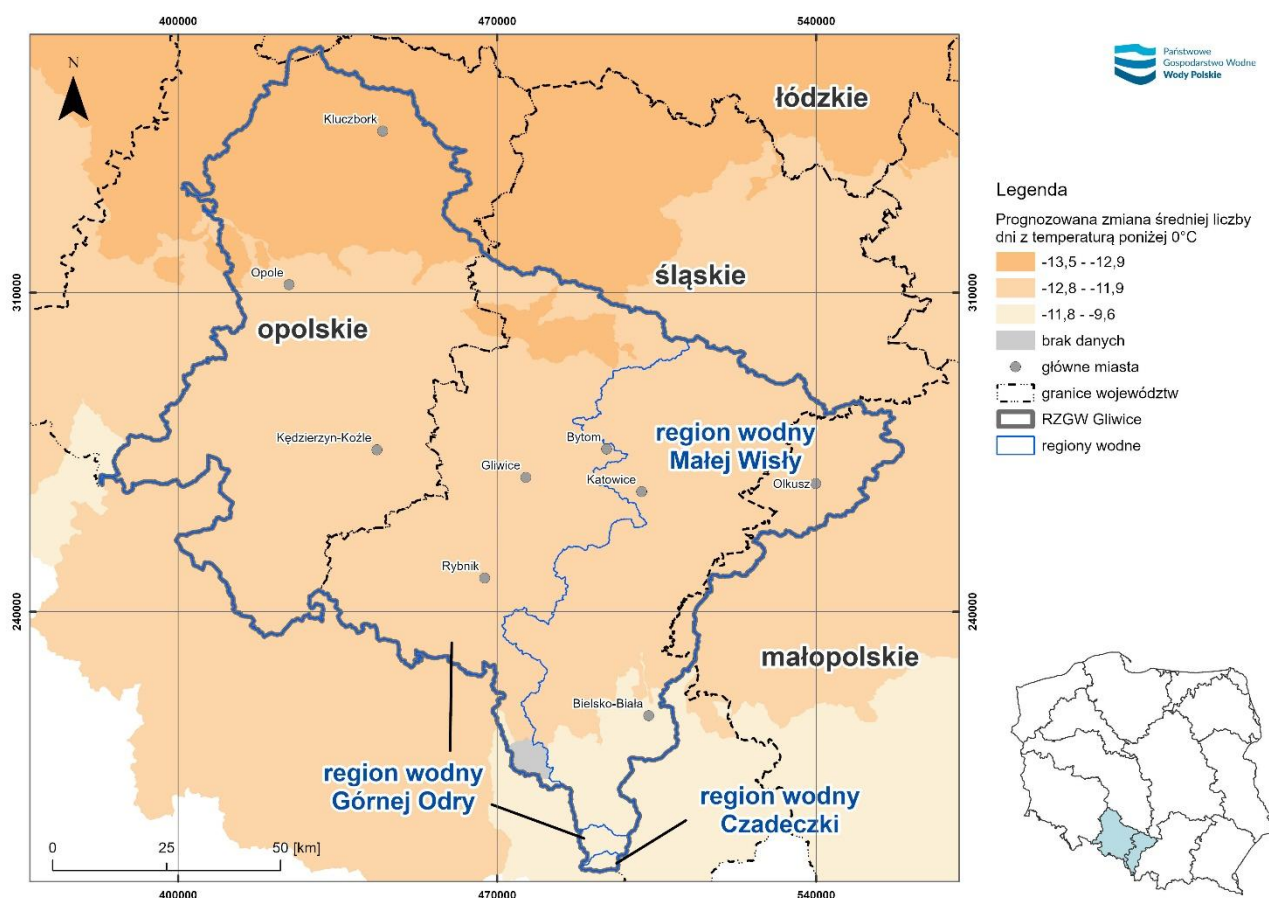 400000
470000
540000
N
Kluczbork
łódzkie
Opole
śląskie
310000
310000
opolskie
Kędzierzyn-Koźle
Bytom
region wodny
Małej Wisły
Gliwice
Katowice
Olkusz
Rybnik
240000
240000
małopolskie
Bielsko-Biała
region wodny
Górnej Odry
region wodny
Czadeczki
0
25
50 [km]
400000
470000
540000
Państwowe
Gospodarstwo Wodne
Wody Polskie
Legenda
Prognozowana zmiana średniej liczby
dni z temperaturą poniżej 0°C
-13,5 - -12,9
-12,8 - -11,9
-11,8 - -9,6
brak danych
główne miasta
granice województw
RZGW Gliwice
regiony wodne